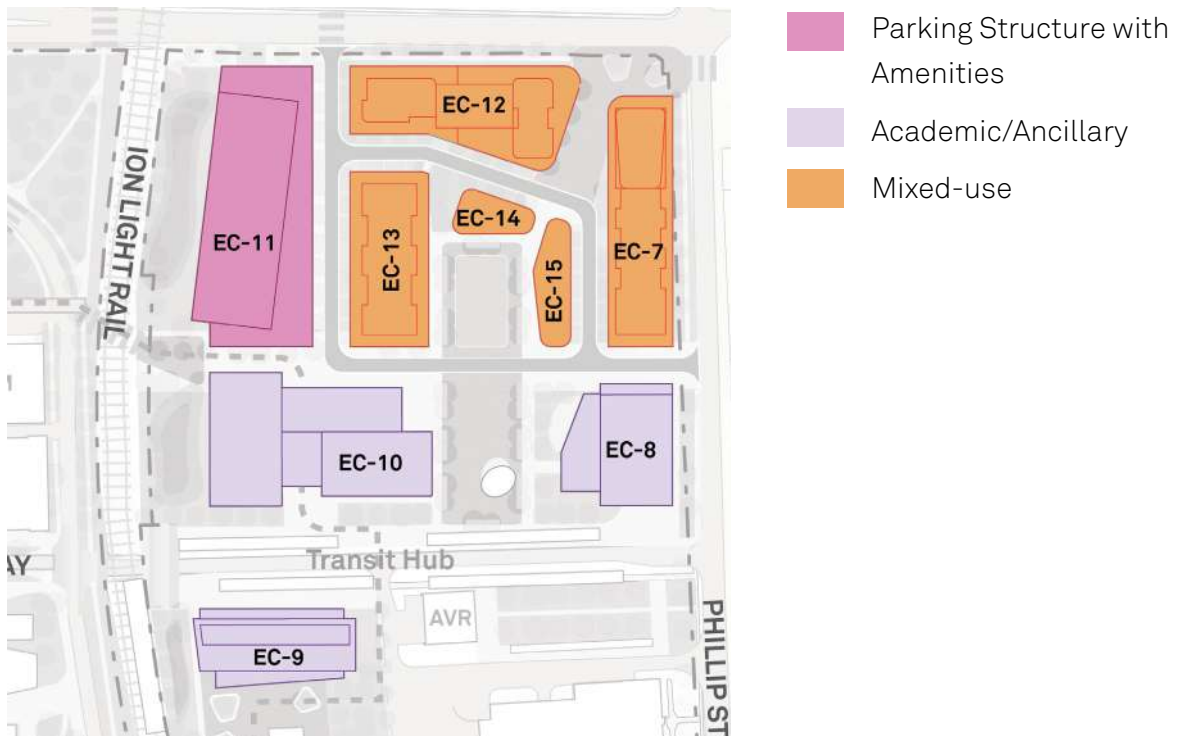 Parking Structure with
Amenities
Academic/Ancillary
Mixed-use
ION LIGHT RAIL
EC-12
EC-14
EC-11
EC-13
EC-15
EC-7
EC-10
EC-8
Transit Hub
AY
AVR
EC-9
PHILLIP ST